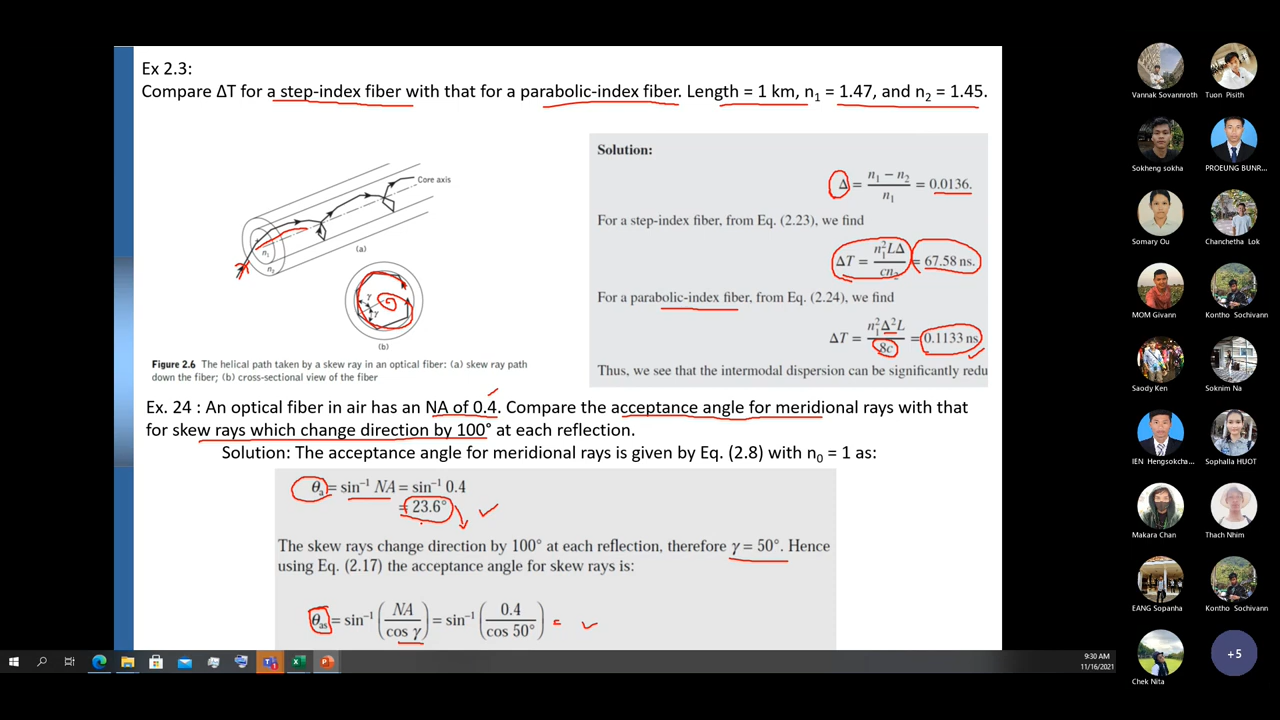 Ex 2.3:
Compare ΔT for a step-index fiber with that for a parabolic-index fiber. Length = 1 km, n₁ = 1.47, and n₂ = 1.45.
Core axis
n₁
n₂
(a)
γ
γ
(b)
Figure 2.6 The helical path taken by a skew ray in an optical fiber: (a) skew ray path
down the fiber; (b) cross-sectional view of the fiber
Solution:
Δ = (n₁ − n₂)/n₁ = 0.0136.
For a step-index fiber, from Eq. (2.23), we find
ΔT = n₁²LΔ/cn₂ = 67.58 ns.
For a parabolic-index fiber, from Eq. (2.24), we find
ΔT = n₁²Δ²L/8c = 0.1133 ns
Thus, we see that the intermodal dispersion can be significantly redu
Ex. 24 : An optical fiber in air has an NA of 0.4. Compare the acceptance angle for meridional rays with that
for skew rays which change direction by 100° at each reflection.
Solution: The acceptance angle for meridional rays is given by Eq. (2.8) with n₀ = 1 as:
θₐ = sin⁻¹ NA = sin⁻¹ 0.4
= 23.6°
The skew rays change direction by 100° at each reflection, therefore γ = 50°. Hence
using Eq. (2.17) the acceptance angle for skew rays is:
θₐₛ = sin⁻¹ (NA/cos γ) = sin⁻¹ (0.4/cos 50°) =
9:30 AM
11/16/2021
Vannak Sovannroth
Tuon Pisith
Sokheng sokha
PROEUNG BUNR...
Somary Ou
Chanchetha Lok
MOM Givann
Kontho Sochivann
Saody Ken
Soknim Na
IEN Hengsokcha...
Sophalla HUOT
Makara Chan
Thach Nhim
EANG Sopanha
Kontho Sochivann
Chek Nita
+5